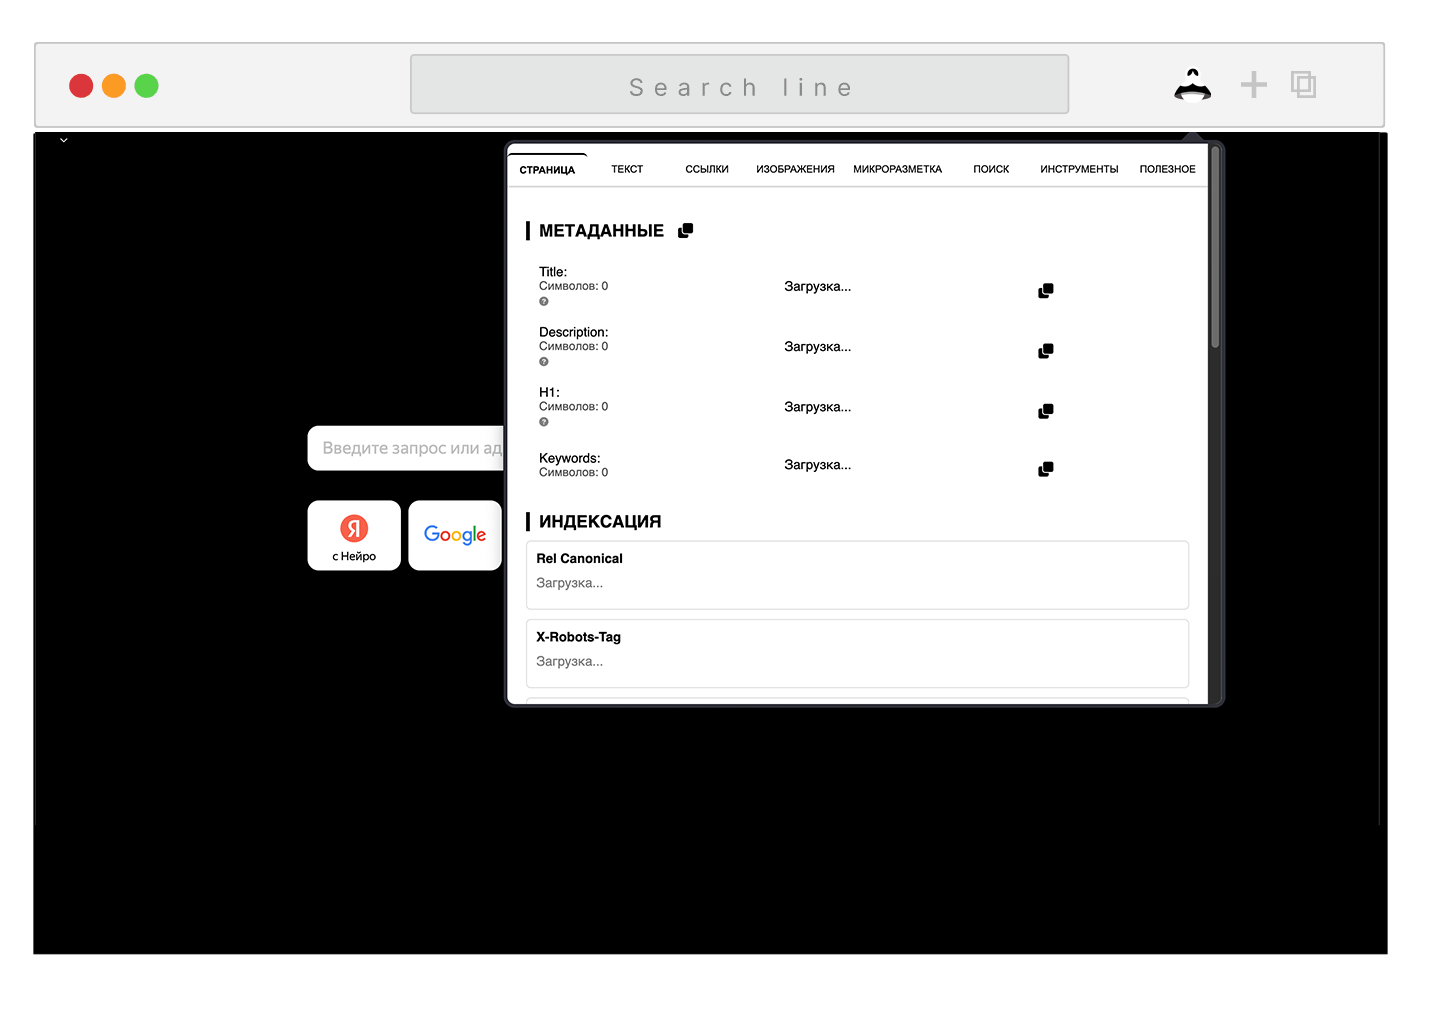 Search line
СТРАНИЦА ТЕКСТ ССЫЛКИ ИЗОБРАЖЕНИЯ МИКРОРАЗМЕТКА ПОИСК ИНСТРУМЕНТЫ ПОЛЕЗНОЕ
МЕТАДАННЫЕ
Title:
Символов: 0
Загрузка...
?
Description:
Символов: 0
Загрузка...
?
H1:
Символов: 0
Загрузка...
?
Keywords:
Символов: 0
Загрузка...
ИНДЕКСАЦИЯ
Rel Canonical
Загрузка...
X-Robots-Tag
Загрузка...
Введите запрос или ад
Я
с Нейро
Google